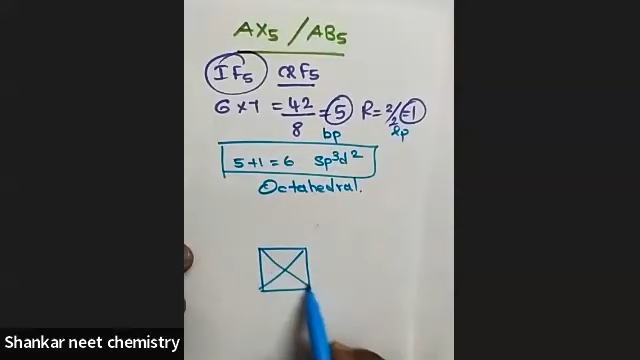 AX5 / AB5
IF5 ClF5
6 x 7 = 42/8 = 5 R = 2/2 = 1
bp lp
5+1 = 6 sp3d2
Octahedral.
Shankar neet chemistry